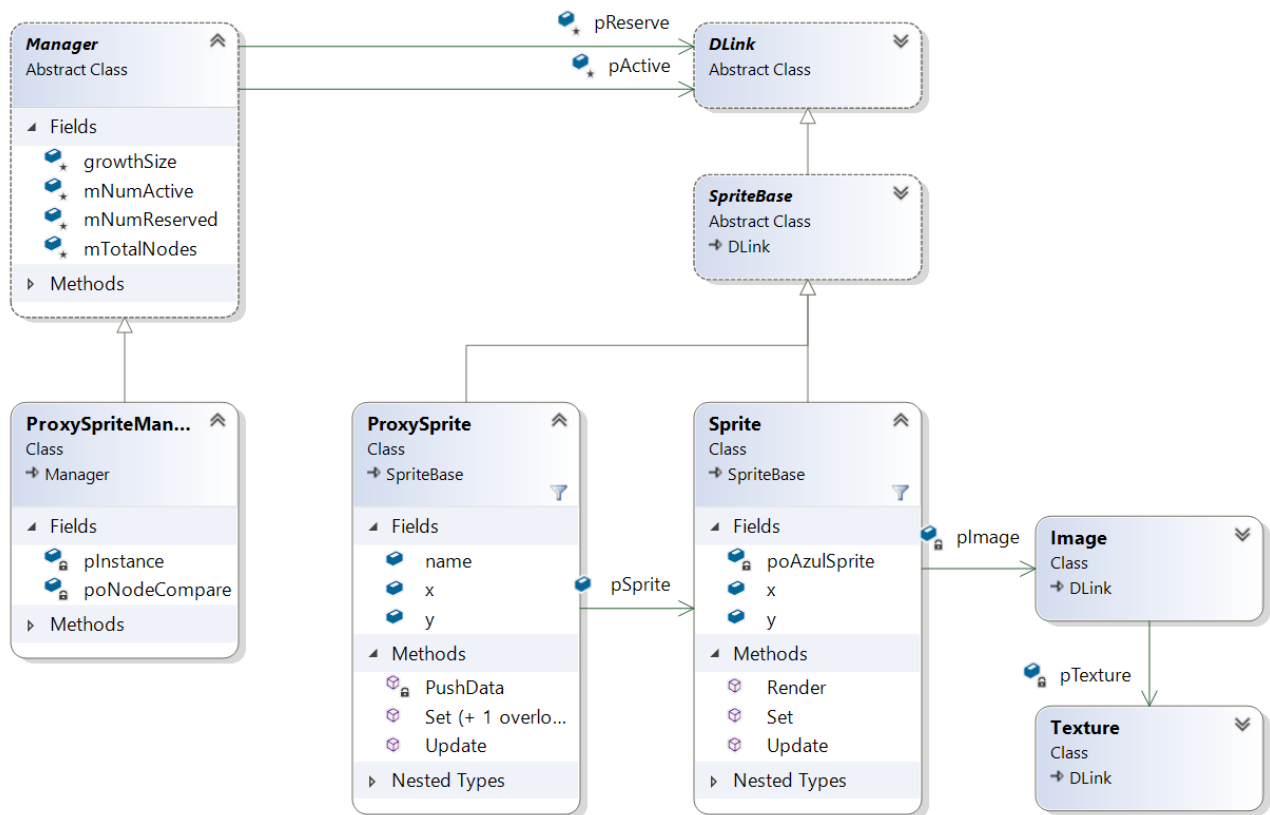 Manager
Abstract Class
Fields
growthSize
mNumActive
mNumReserved
mTotalNodes
Methods
pReserve
pActive
DLink
Abstract Class
SpriteBase
Abstract Class
DLink
ProxySpriteMan...
Class
Manager
Fields
pInstance
poNodeCompare
Methods
ProxySprite
Class
SpriteBase
Fields
name
x
y
Methods
PushData
Set (+ 1 overlo...
Update
Nested Types
pSprite
Sprite
Class
SpriteBase
Fields
poAzulSprite
x
y
Methods
Render
Set
Update
Nested Types
pImage
Image
Class
DLink
pTexture
Texture
Class
DLink